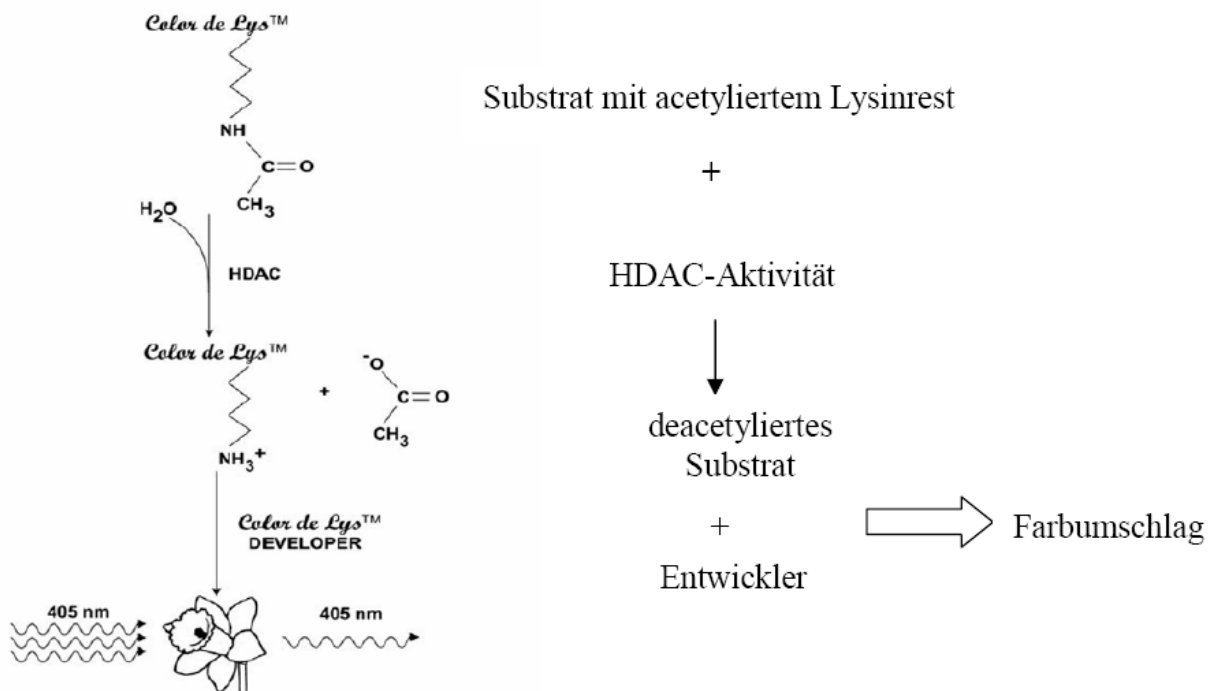 Color de Lys™
NH
C=O
CH3
H2O
HDAC
Color de Lys™
+
-O
C=O
CH3
NH3+
Color de Lys™
DEVELOPER
405 nm
405 nm
Substrat mit acetyliertem Lysinrest
+
HDAC-Aktivität
deacetyliertes
Substrat
+
Entwickler
Farbumschlag